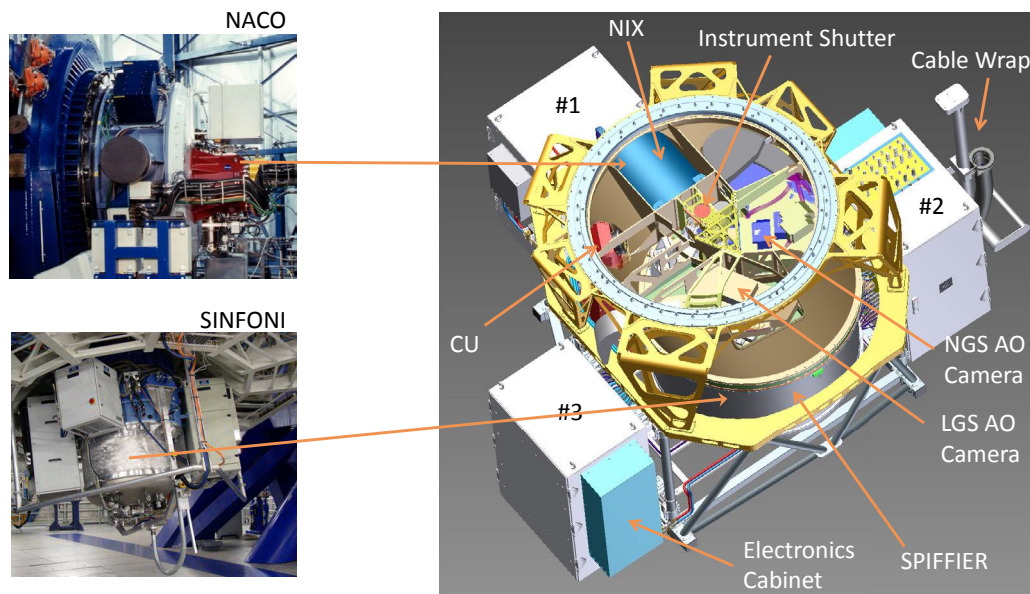 NACO
SINFONI
NIX
Instrument Shutter
Cable Wrap
#1
#2
CU
NGS AO
Camera
#3
LGS AO
Camera
Electronics
Cabinet
SPIFFIER